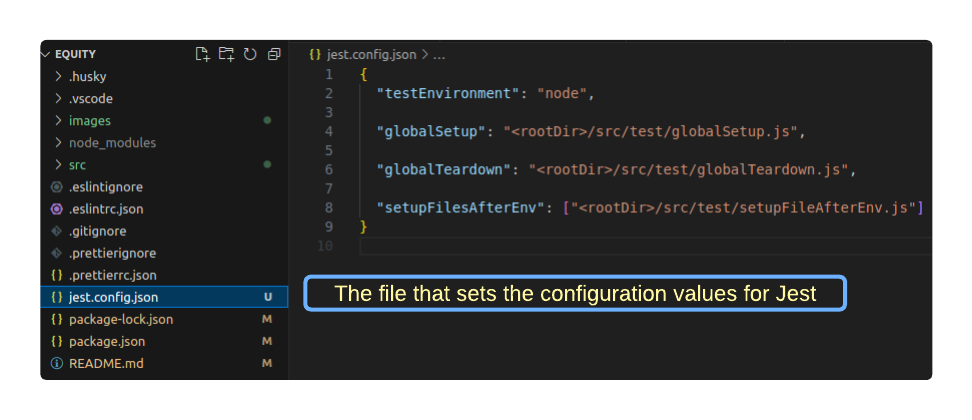 EQUITY
.husky
.vscode
images
node_modules
src
.eslintignore
.eslintrc.json
.gitignore
.prettierignore
.prettierrc.json
jest.config.json U
package-lock.json M
package.json M
README.md M
{} jest.config.json > ...
1 {
2 "testEnvironment": "node",
3
4 "globalSetup": "<rootDir>/src/test/globalSetup.js",
5
6 "globalTeardown": "<rootDir>/src/test/globalTeardown.js",
7
8 "setupFilesAfterEnv": ["<rootDir>/src/test/setupFileAfterEnv.js"]
9 }
10
The file that sets the configuration values for Jest